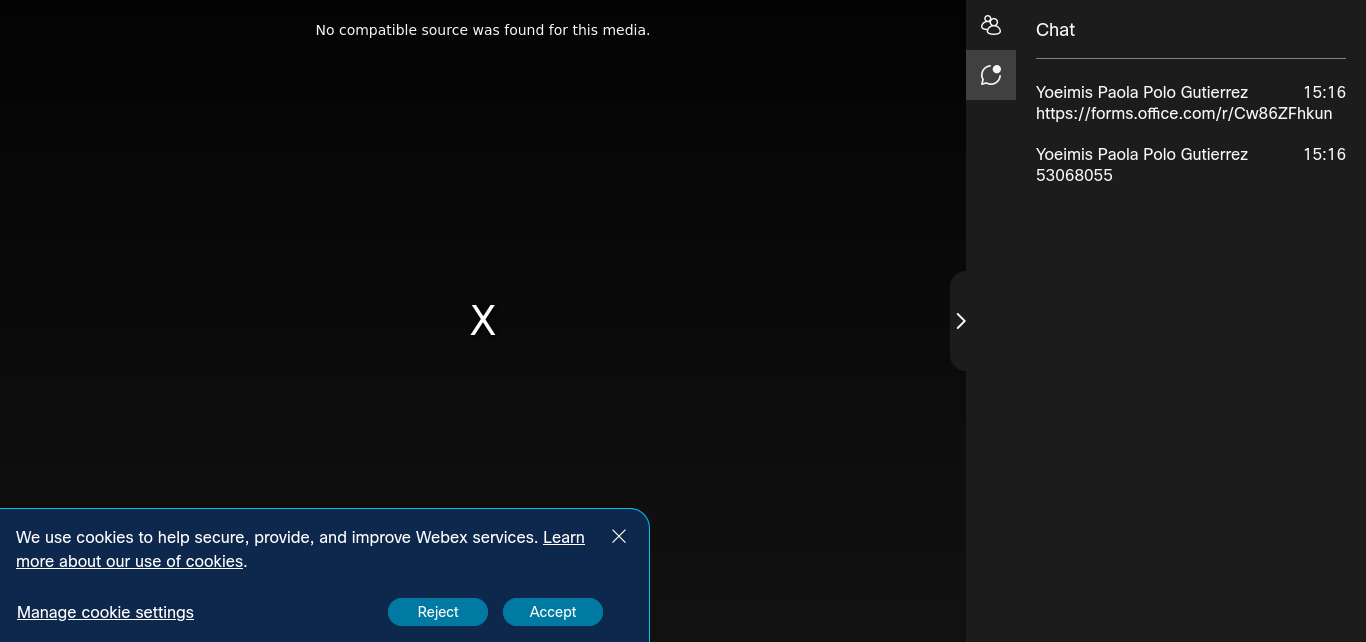 No compatible source was found for this media.
X
Chat
Yoeimis Paola Polo Gutierrez 15:16
https://forms.office.com/r/Cw86ZFhkun
Yoeimis Paola Polo Gutierrez 15:16
53068055
We use cookies to help secure, provide, and improve Webex services. Learn
more about our use of cookies.
Manage cookie settings
Reject
Accept